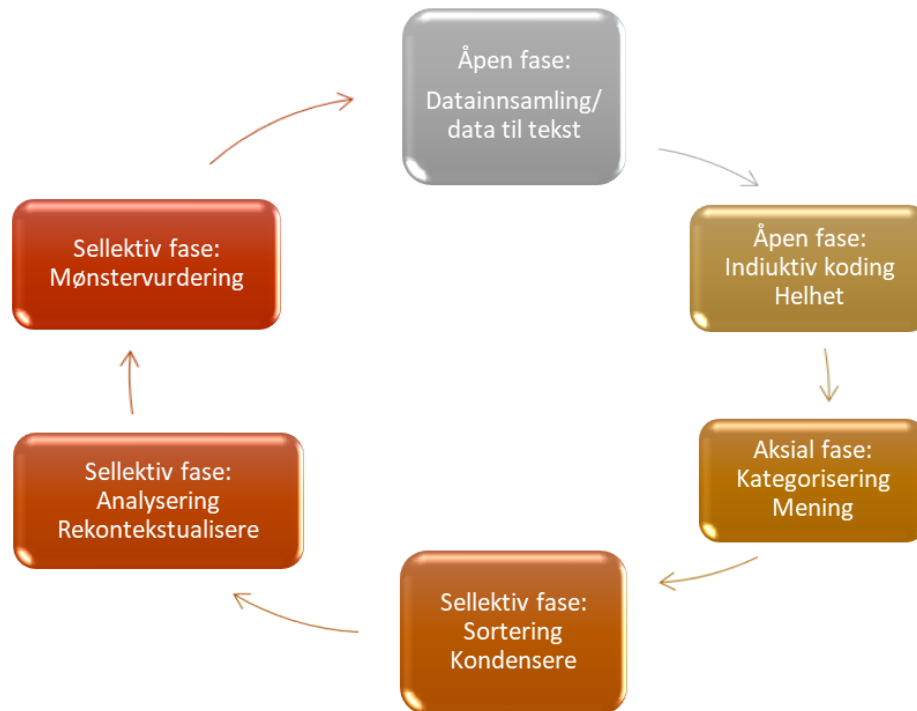 Åpen fase:
Datainnsamling/
data til tekst
Åpen fase:
Indiuktiv koding
Helhet
Aksial fase:
Kategorisering
Mening
Sellektiv fase:
Sortering
Kondensere
Sellektiv fase:
Analysering
Rekontekstualisere
Sellektiv fase:
Mønstervurdering